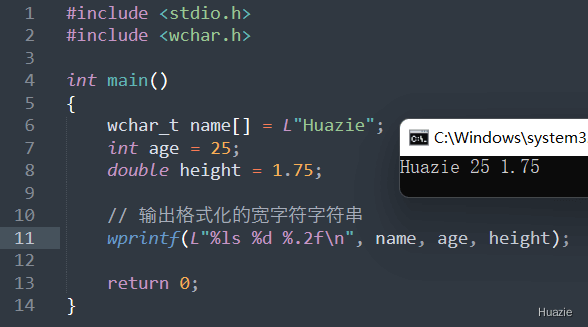 1 #include <stdio.h>
2 #include <wchar.h>
3
4 int main()
5 {
6     wchar_t name[] = L"Huazie";
7     int age = 25;
8     double height = 1.75;
9
10     // 输出格式化的宽字符字符串
11     wprintf(L"%ls %d %.2f\n", name, age, height);
12
13     return 0;
14 }
C:\Windows\system3
Huazie 25 1.75
Huazie